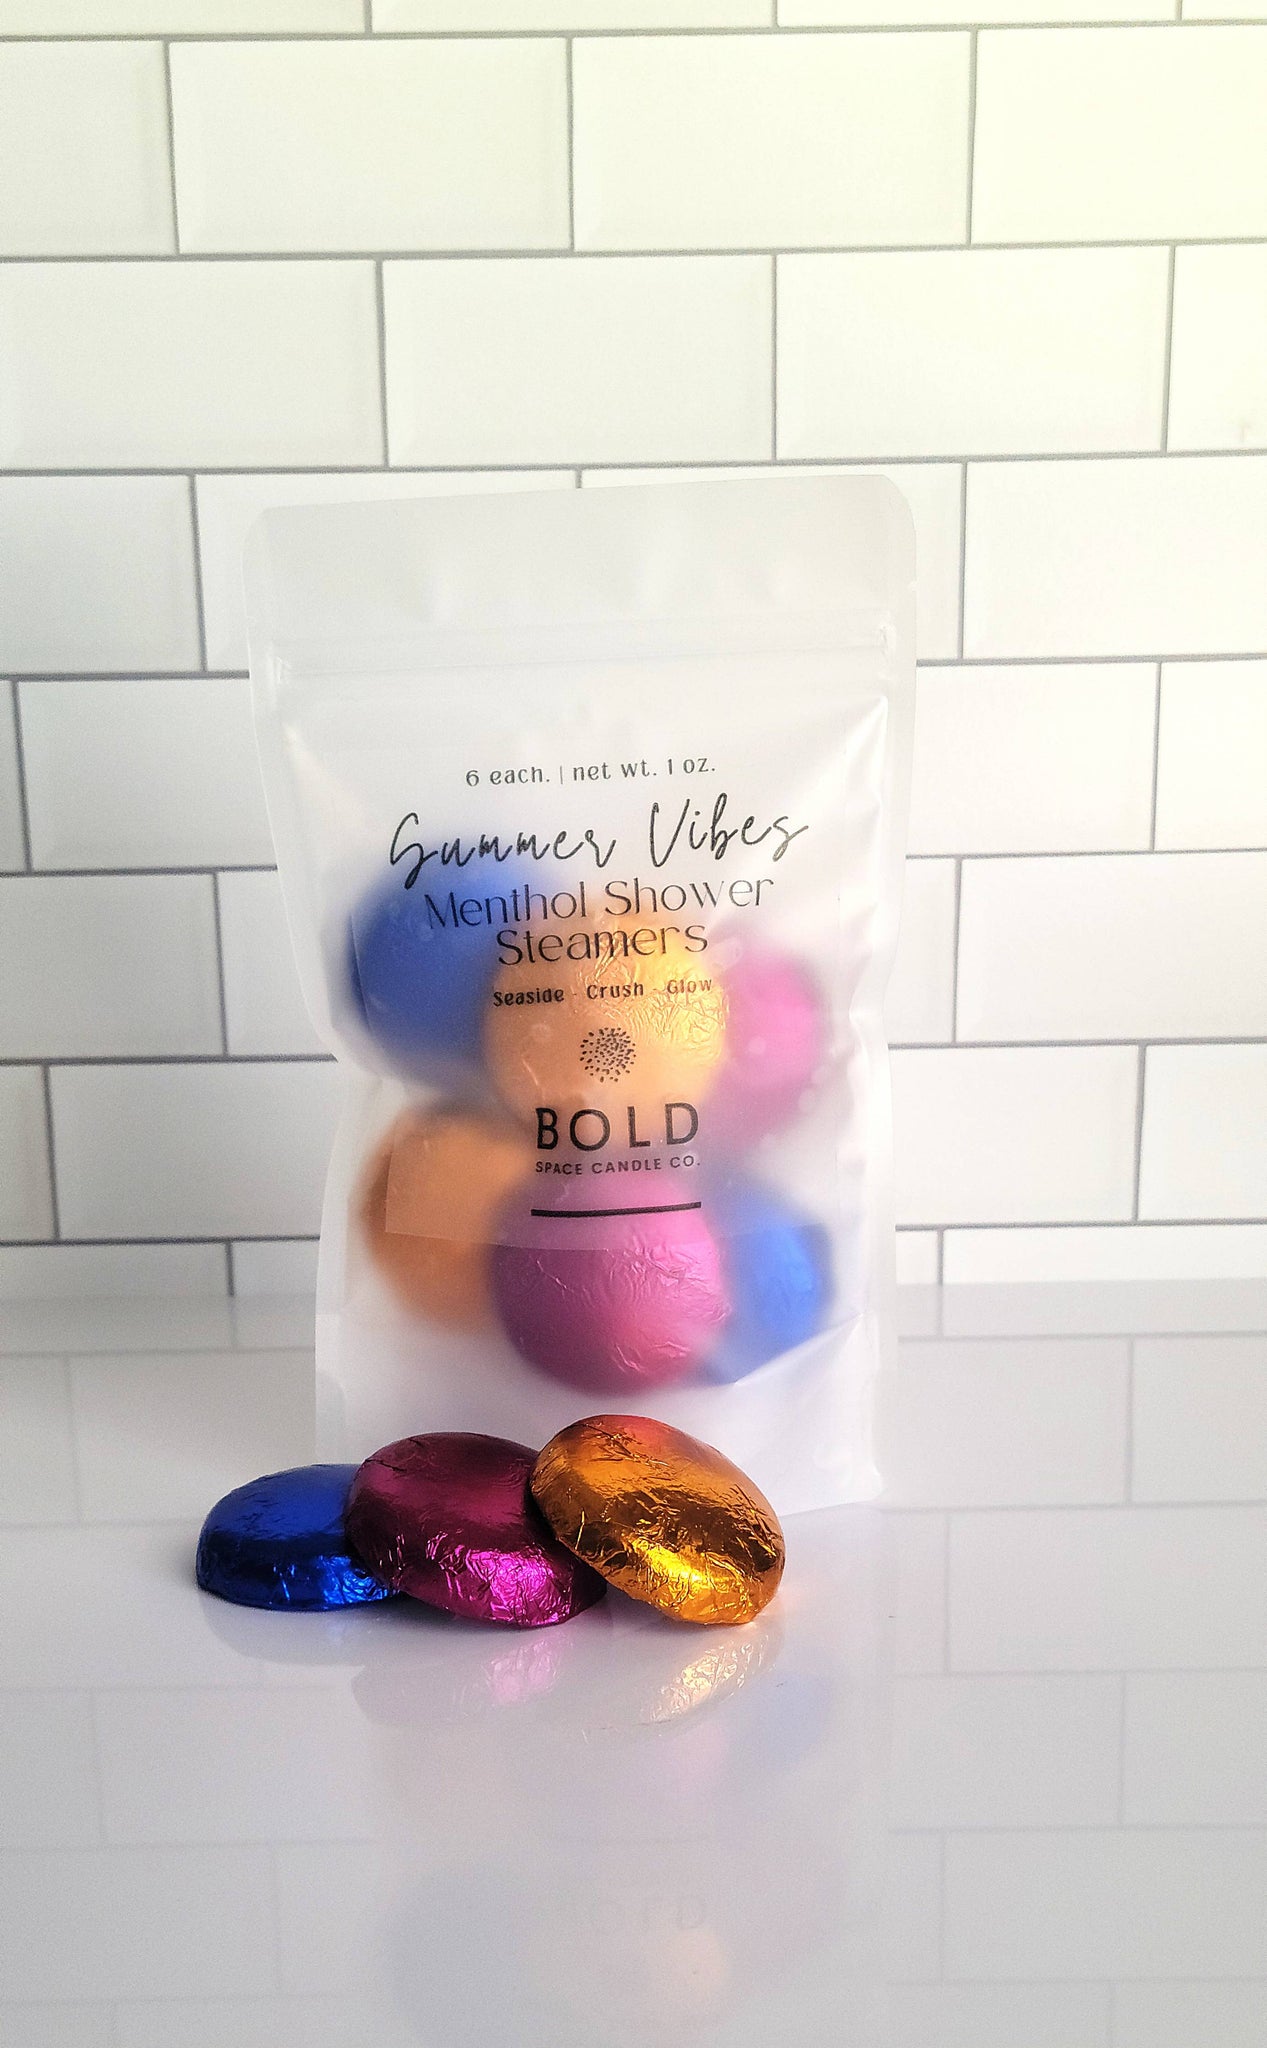 6 each. | net wt. 1 oz.
Summer Vibes
Menthol Shower
Steamers
Seaside - Crush - Glow
BOLD
SPACE CANDLE CO.